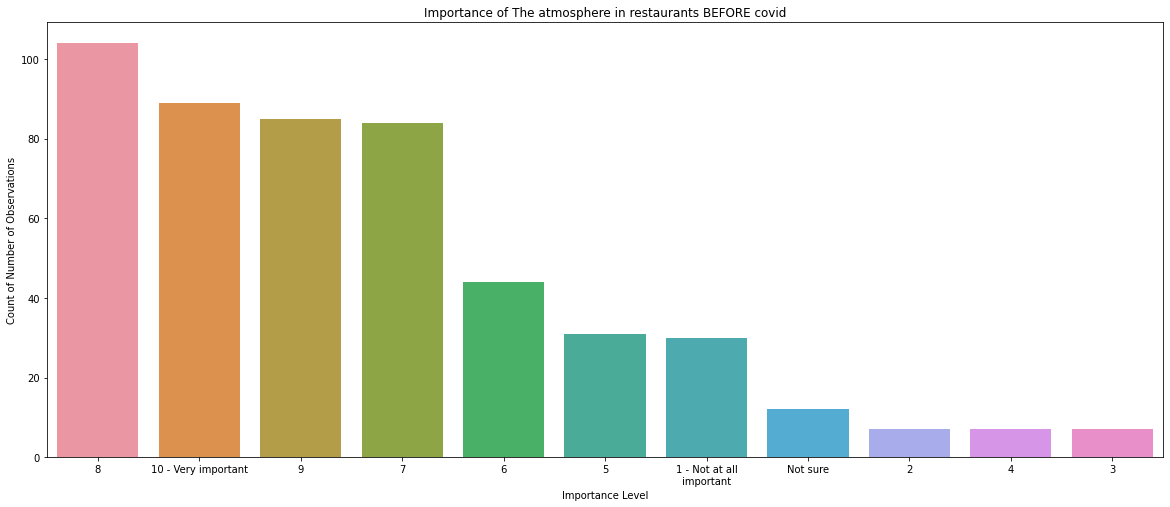 Importance of The atmosphere in restaurants BEFORE covid
Count of Number of Observations
100
80
60
40
20
0
8
10 - Very important
9
7
6
5
1 - Not at all
important
Not sure
2
4
3
Importance Level